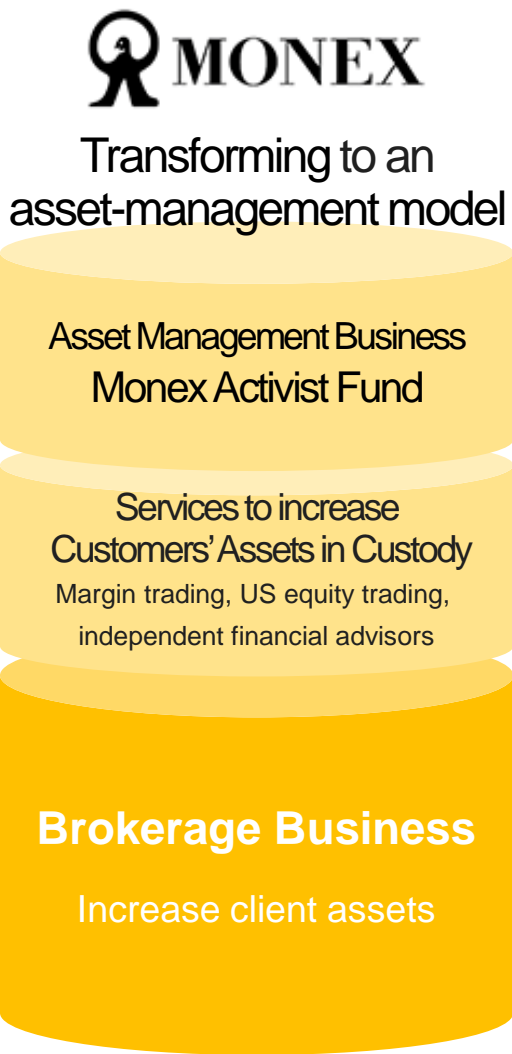 MONEX
Transforming to an
asset-management model
Asset Management Business
Monex Activist Fund
Services to increase
Customers’ Assets in Custody
Margin trading, US equity trading,
independent financial advisors
Brokerage Business
Increase client assets